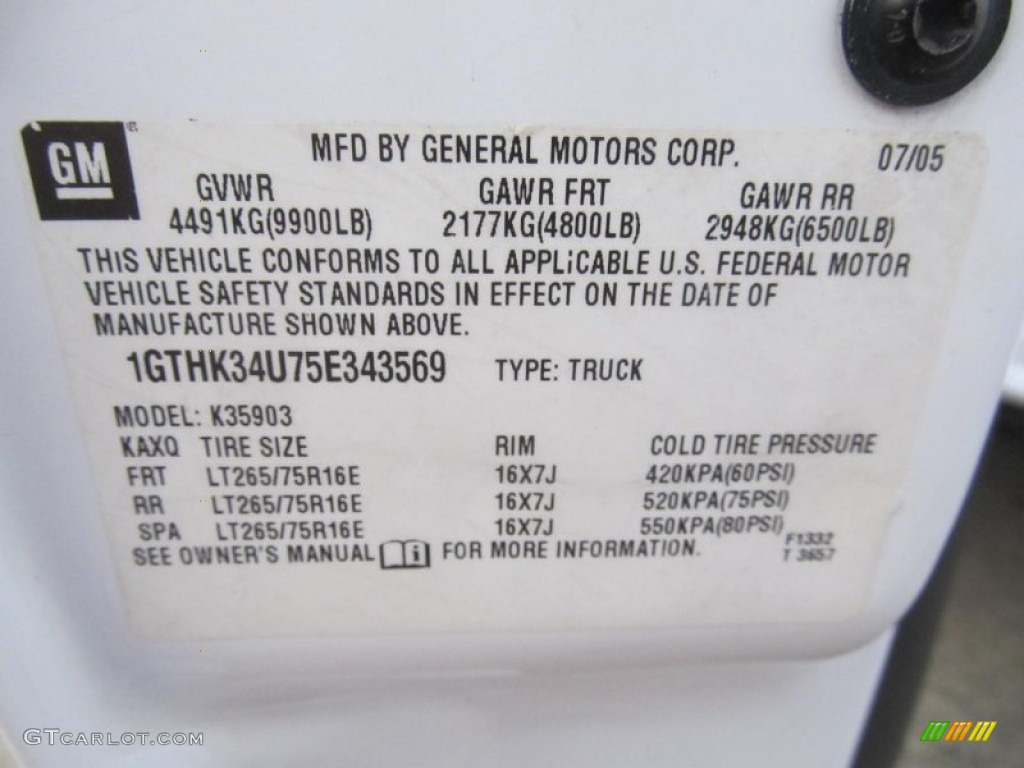 GM
MFD BY GENERAL MOTORS CORP. 07/05
GVWR GAWR FRT GAWR RR
4491KG(9900LB) 2177KG(4800LB) 2948KG(6500LB)
THiS VEHICLE CONFORMS TO ALL APPLiCABLE U.S. FEDERAL MOTOR
VEHICLE SAFETY STANDARDS IN EFFECT ON THE DATE OF
MANUFACTURE SHOWN ABOVE.
1GTHK34U75E343569 TYPE: TRUCK
MODEL: K35903
KAXQ TIRE SIZE RIM COLD TIRE PRESSURE
FRT LT265/75R16E 16X7J 420KPA(60PSI)
RR LT265/75R16E 16X7J 520KPA(75PSI)
SPA LT265/75R16E 16X7J 550KPA(80PSI)
SEE OWNER'S MANUAL i FOR MORE INFORMATION.
F1332
T 3657
GTCARLOT.COM